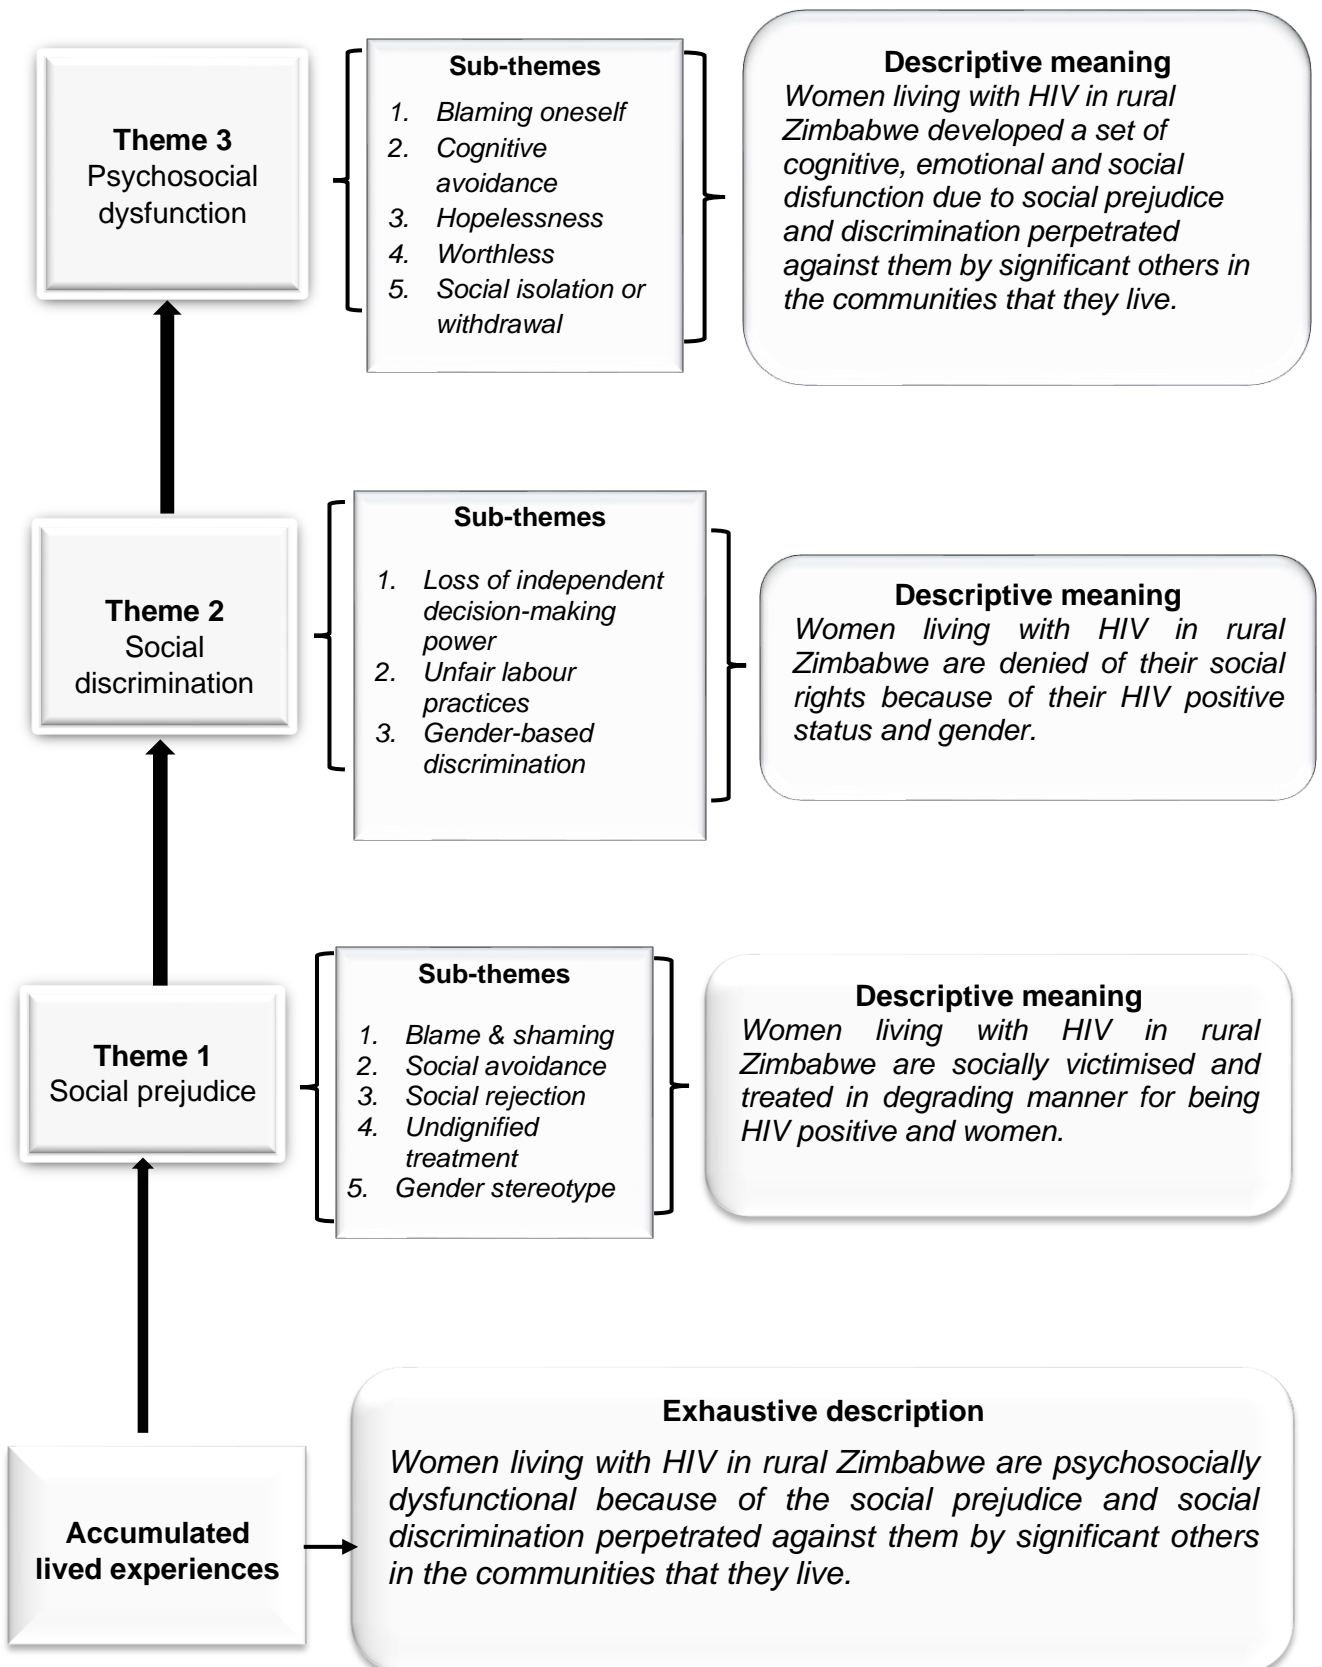 Theme 3
Psychosocial
dysfunction
Sub-themes
1. Blaming oneself
2. Cognitive
avoidance
3. Hopelessness
4. Worthless
5. Social isolation or
withdrawal
Descriptive meaning
Women living with HIV in rural
Zimbabwe developed a set of
cognitive, emotional and social
disfunction due to social prejudice
and discrimination perpetrated
against them by significant others in
the communities that they live.
Theme 2
Social
discrimination
Sub-themes
1. Loss of independent
decision-making
power
2. Unfair labour
practices
3. Gender-based
discrimination
Descriptive meaning
Women living with HIV in rural
Zimbabwe are denied of their social
rights because of their HIV positive
status and gender.
Theme 1
Social prejudice
Sub-themes
1. Blame & shaming
2. Social avoidance
3. Social rejection
4. Undignified
treatment
5. Gender stereotype
Descriptive meaning
Women living with HIV in rural
Zimbabwe are socially victimised and
treated in degrading manner for being
HIV positive and women.
Accumulated
lived experiences
Exhaustive description
Women living with HIV in rural Zimbabwe are psychosocially
dysfunctional because of the social prejudice and social
discrimination perpetrated against them by significant others
in the communities that they live.